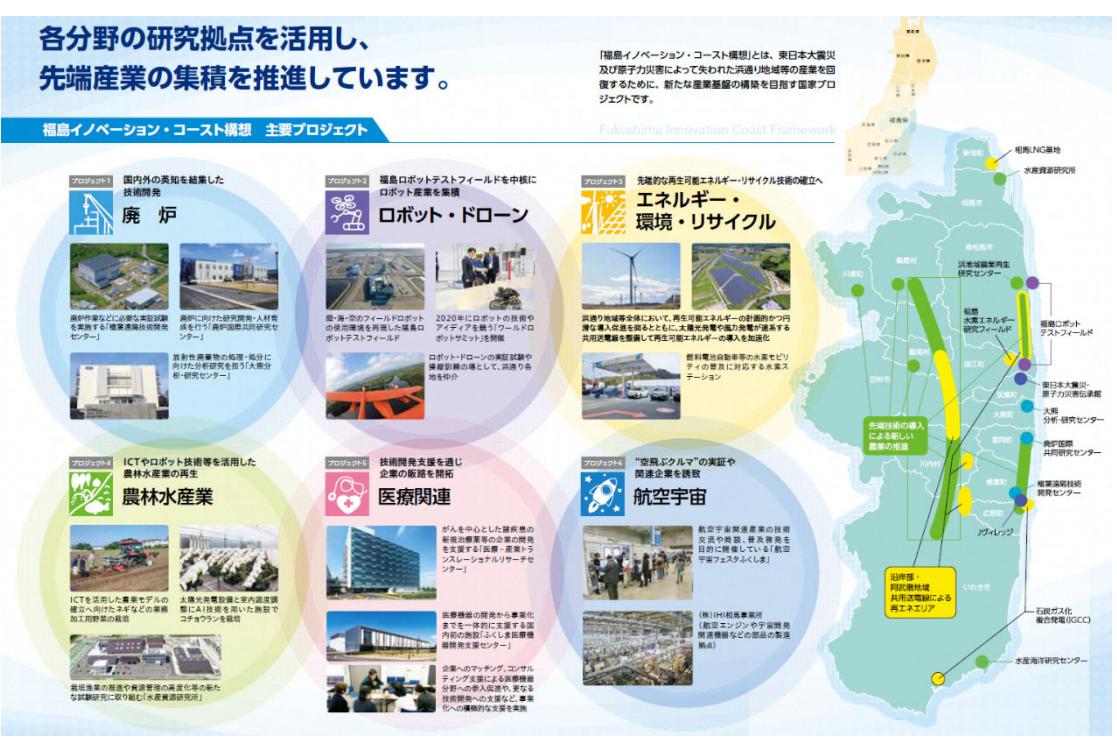 各分野の研究拠点を活用し、
先端産業の集積を推進しています。
「福島イノベーション・コースト構想」とは、東日本大震災
及び原子力災害によって失われた浜通り地域等の産業を回
復するために、新たな産業基盤の構築を目指す国家プロ
ジェクトです。
福島イノベーション・コースト構想 主要プロジェクト
Fukushima Innovation Coast Framework
プロジェクト1
国内外の英知を結集した
技術開発
廃炉
廃炉作業などに必要な実証試験
を実施する「楢葉遠隔技術開発
センター」
廃炉に向けた研究開発・人材育
成を行う「廃炉国際共同研究セ
ンター」
放射性廃棄物の処理・処分に
向けた分析研究を担う「大熊分
析・研究センター」
プロジェクト2
福島ロボットテストフィールドを中核に
ロボット産業を集積
ロボット・ドローン
陸・海・空のフィールドロボット
の使用環境を再現した福島ロ
ボットテストフィールド
2020年にロボットの技術や
アイディアを競う「ワールドロ
ボットサミット」を開催
ロボット・ドローンの実証試験や
操縦訓練の場として、浜通り各
地を仲介
プロジェクト3
先端的な再生可能エネルギー・リサイクル技術の確立へ
エネルギー・
環境・リサイクル
浜通り地域等全体において、再生可能エネルギーの計画的かつ円
滑な導入促進を図るとともに、太陽光発電や風力発電が連系する
共用送電線を整備して再生可能エネルギーの導入を加速化
燃料電池自動車等の水素モビリ
ティの普及に対応する水素ス
テーション
プロジェクト4
ICTやロボット技術等を活用した
農林水産業の再生
農林水産業
ICTを活用した農業モデルの
確立へ向けたネギなどの業務
加工用野菜の栽培
太陽光発電設備と室内温度調
整にAI技術を用いた施設で
コチョウランを栽培
栽培漁業の推進や資源管理の高度化等の新た
な試験研究に取り組む「水産資源研究所」
プロジェクト5
技術開発支援を通じ
企業の販路を開拓
医療関連
がんを中心とした諸疾患の
新規治療薬等の企業の開発
を支援する「医療－産業トラ
ンスレーショナルリサーチセ
ンター」
医療機器の開発から事業化
までを一体的に支援する国
内初の施設「ふくしま医療機
器開発支援センター」
企業へのマッチング、コンサル
ティング支援による医療機器
分野への参入促進や、更なる
技術開発への支援など、事業
化への積極的な支援を実施
プロジェクト6
“空飛ぶクルマ”の実証や
関連企業を誘致
航空宇宙
航空宇宙関連産業の技術
交流や商談、普及啓発を
目的に開催している「航空
宇宙フェスタふくしま」
(株)IHI相馬事業所
(航空エンジンや宇宙開発
関連機器などの部品の製造
拠点)
福島県
新地町
相馬LNG基地
水産資源研究所
相馬市
南相馬市
飯舘村
川俣町
浜地域農業再生
研究センター
福島
水素エネルギー
研究フィールド
福島ロボット
テストフィールド
葛尾村
浪江町
田村市
東日本大震災・
原子力災害伝承館
双葉町
大熊町
大熊
分析・研究センター
先端技術の導入
による新しい
農業の推進
富岡町
廃炉国際
共同研究センター
川内村
楢葉町
楢葉遠隔技術
開発センター
広野町
Jヴィレッジ
沿岸部・
阿武隈地域
共用送電線による
再エネエリア
いわき市
石炭ガス化
複合発電(IGCC)
水産海洋研究センター